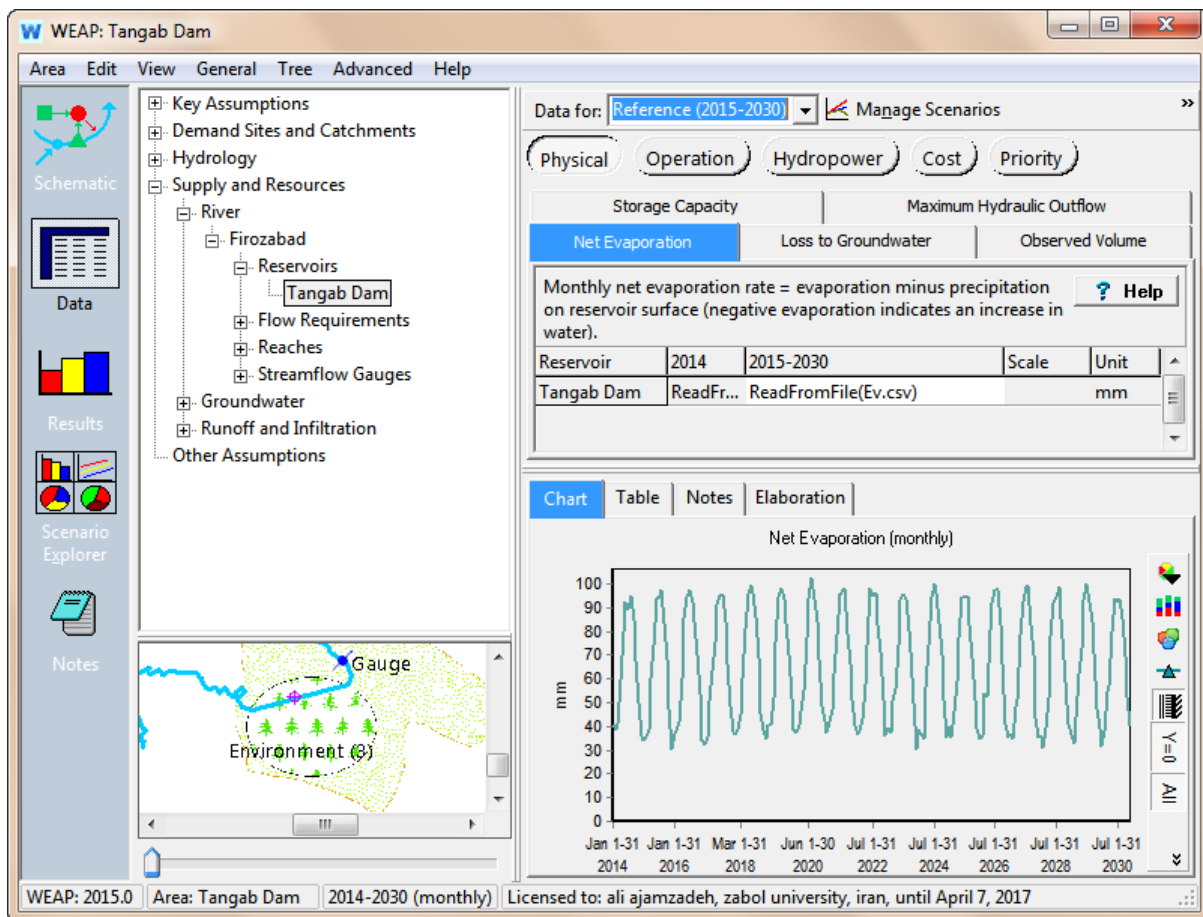 WEAP: Tangab Dam
Area Edit View General Tree Advanced Help
Schematic
Data
Results
Scenario
Explorer
Notes
Key Assumptions
Demand Sites and Catchments
Hydrology
Supply and Resources
River
Firozabad
Reservoirs
Tangab Dam
Flow Requirements
Reaches
Streamflow Gauges
Groundwater
Runoff and Infiltration
Other Assumptions
Gauge
Environment (3)
Data for: Reference (2015-2030) Manage Scenarios »
Physical Operation Hydropower Cost Priority
Storage Capacity Maximum Hydraulic Outflow
Net Evaporation Loss to Groundwater Observed Volume
Monthly net evaporation rate = evaporation minus precipitation
on reservoir surface (negative evaporation indicates an increase in
water).
? Help
Reservoir 2014 2015-2030 Scale Unit
Tangab Dam ReadFr... ReadFromFile(Ev.csv) mm
Chart Table Notes Elaboration
Net Evaporation (monthly)
100
90
80
70
60
50
40
30
20
10
0
mm
Jan 1-31 Jan 1-31 Mar 1-31 Jun 1-30 Jul 1-31 Jul 1-31 Jul 1-31 Jul 1-31 Jul 1-31
2014 2016 2018 2020 2022 2024 2026 2028 2030
Y=0
All
WEAP: 2015.0 Area: Tangab Dam 2014-2030 (monthly) Licensed to: ali ajamzadeh, zabol university, iran, until April 7, 2017